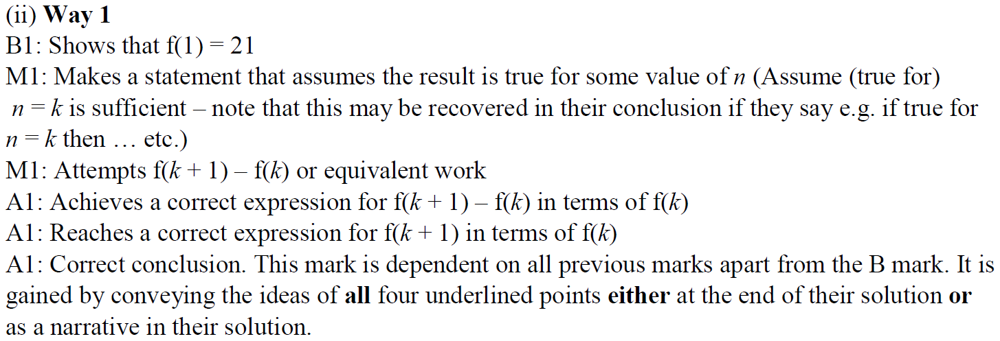 (ii) Way 1
B1: Shows that f(1) = 21
M1: Makes a statement that assumes the result is true for some value of n (Assume (true for)
n = k is sufficient – note that this may be recovered in their conclusion if they say e.g. if true for
n = k then … etc.)
M1: Attempts f(k + 1) – f(k) or equivalent work
A1: Achieves a correct expression for f(k + 1) – f(k) in terms of f(k)
A1: Reaches a correct expression for f(k + 1) in terms of f(k)
A1: Correct conclusion. This mark is dependent on all previous marks apart from the B mark. It is
gained by conveying the ideas of all four underlined points either at the end of their solution or
as a narrative in their solution.